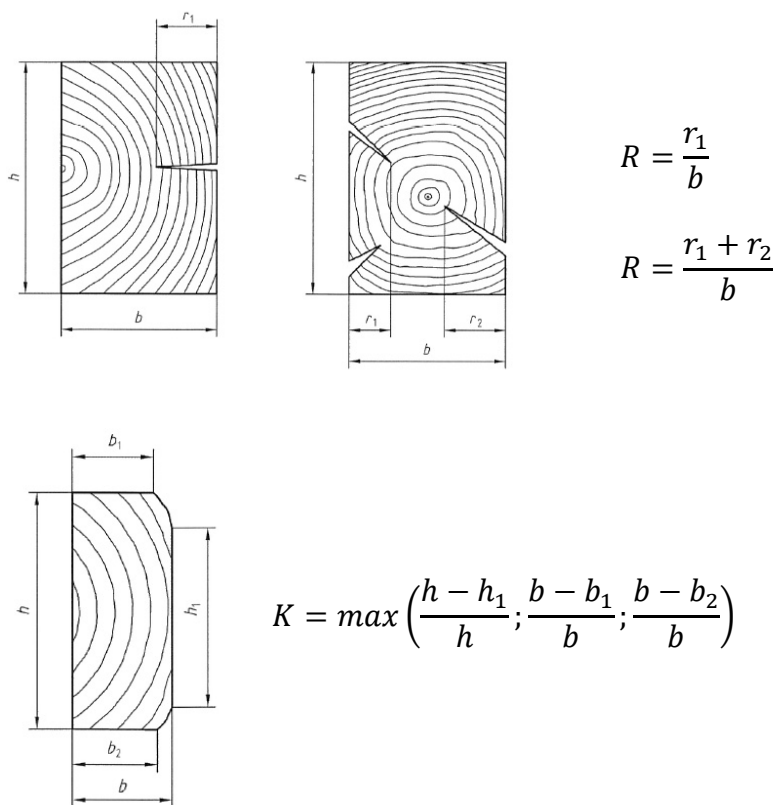 r₁
h
b
h
r₁
r₂
b
R = r₁/b
R = (r₁ + r₂)/b
b₁
h
h₁
b₂
b
K = max((h − h₁)/h ; (b − b₁)/b ; (b − b₂)/b)